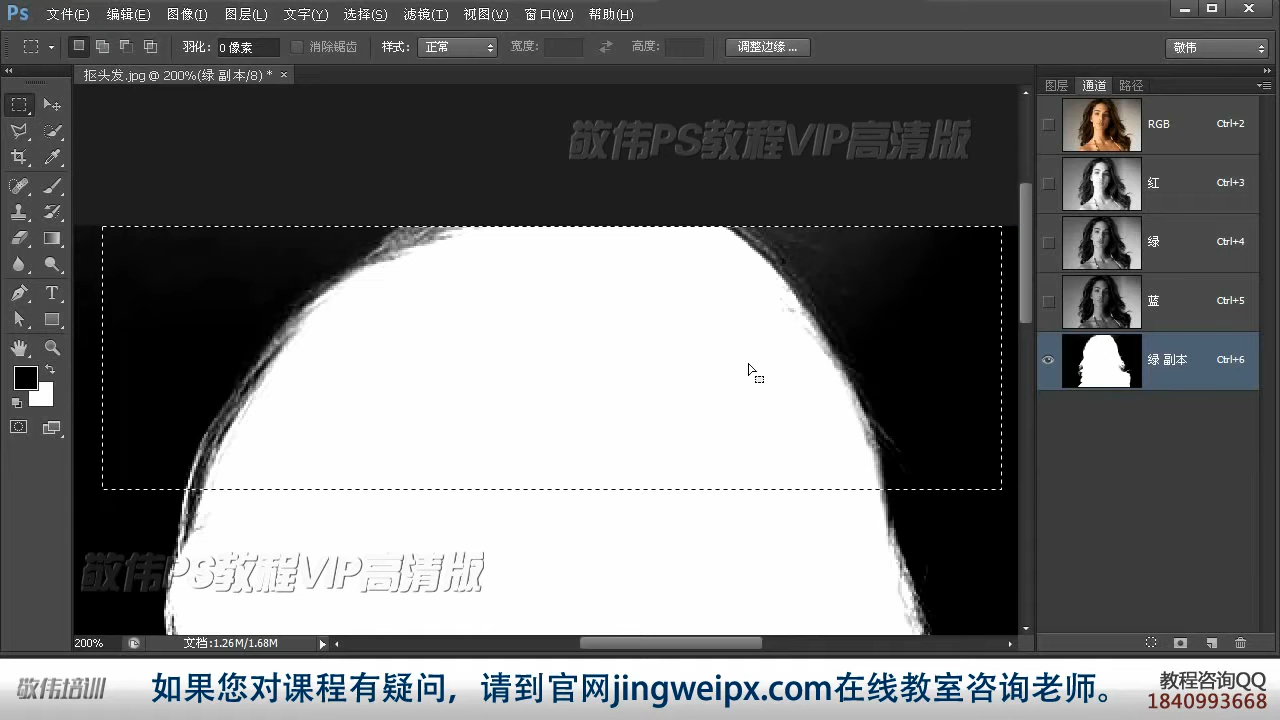 Ps 文件(F) 编辑(E) 图像(I) 图层(L) 文字(Y) 选择(S) 滤镜(T) 视图(V) 窗口(W) 帮助(H)
羽化: 0 像素 消除锯齿 样式: 正常 宽度: 高度: 调整边缘... 敬伟
抠头发.jpg @ 200%(绿 副本/8) * ×
图层 通道 路径
RGB Ctrl+2
红 Ctrl+3
绿 Ctrl+4
蓝 Ctrl+5
绿 副本 Ctrl+6
敬伟PS教程VIP高清版
敬伟PS教程VIP高清版
200% 文档:1.26M/1.68M
敬伟培训
如果您对课程有疑问，请到官网jingweipx.com在线教室咨询老师。
教程咨询QQ
1840993668